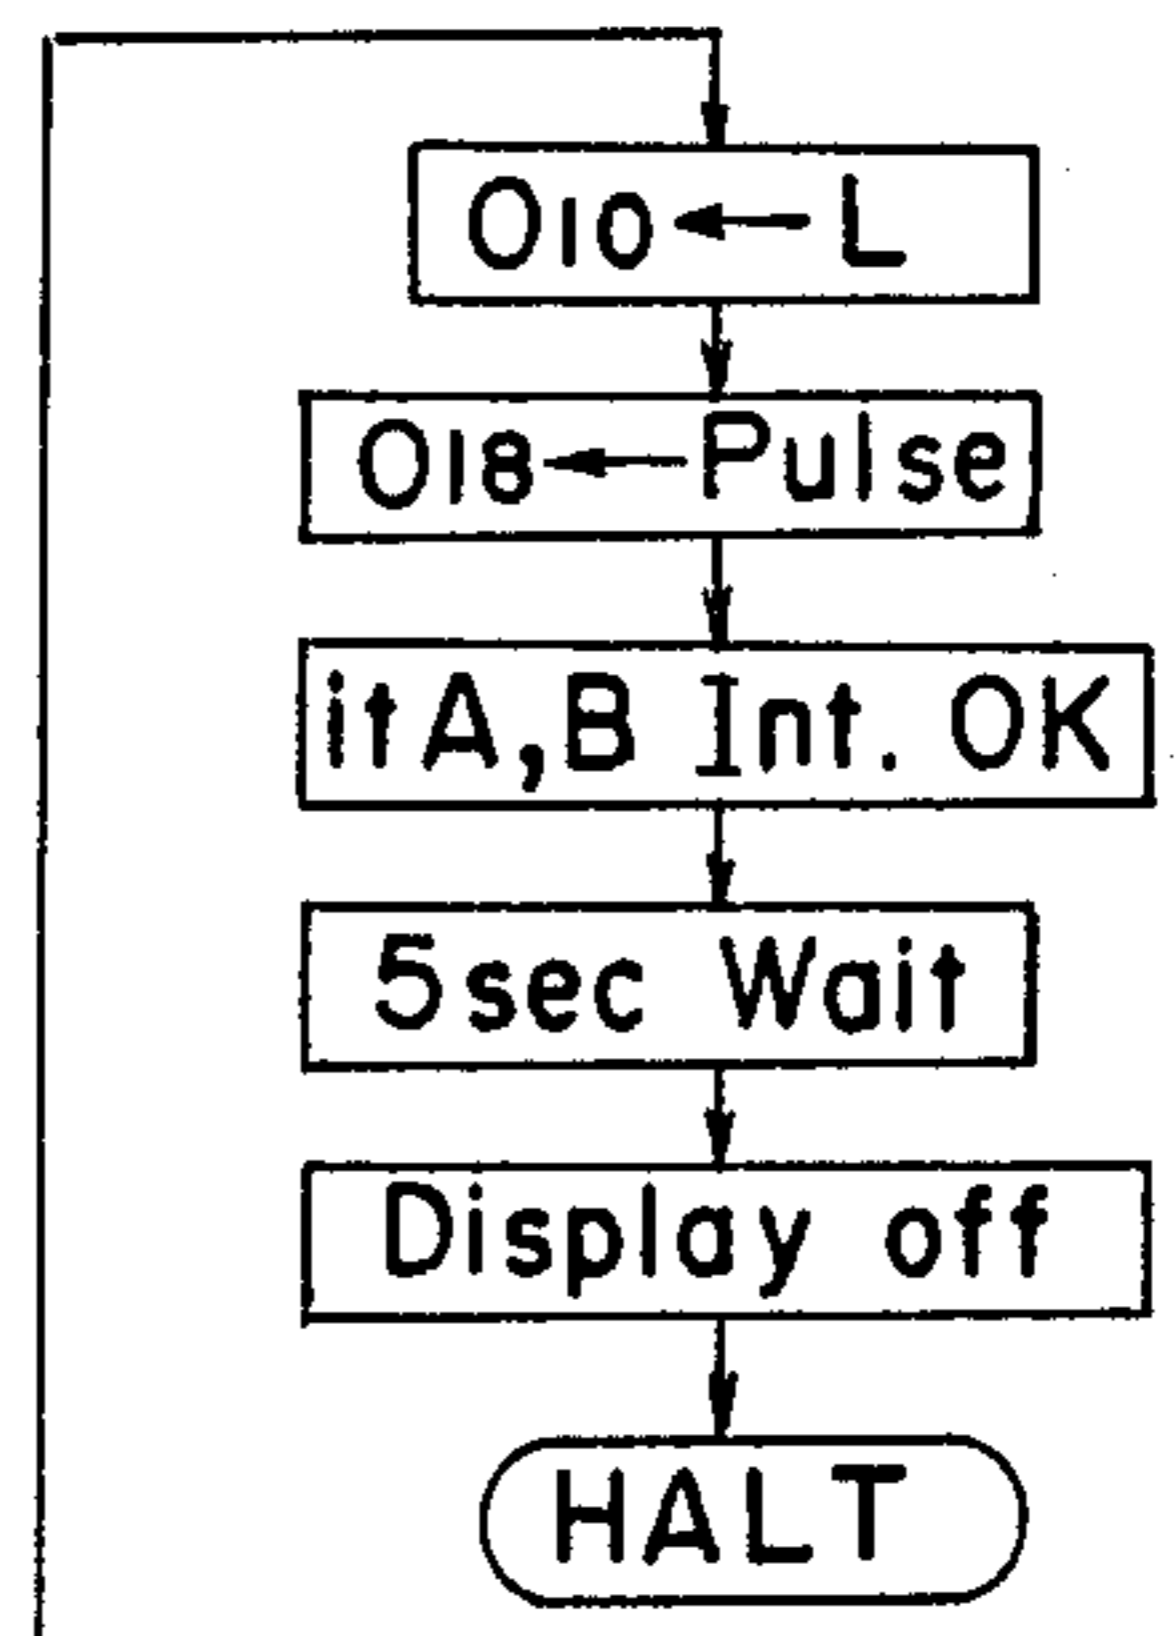 O10 ← L
O18 ← Pulse
itA,B Int. OK
5sec Wait
Display off
HALT